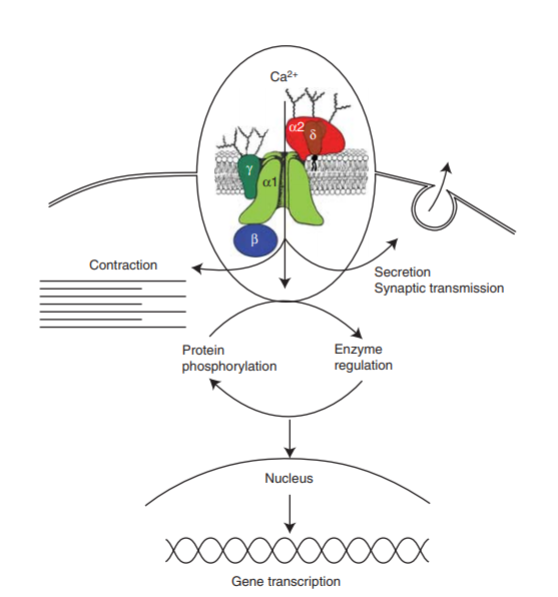 Ca²⁺
α2
δ
γ
α1
β
Contraction
Secretion
Synaptic transmission
Protein
phosphorylation
Enzyme
regulation
Nucleus
Gene transcription